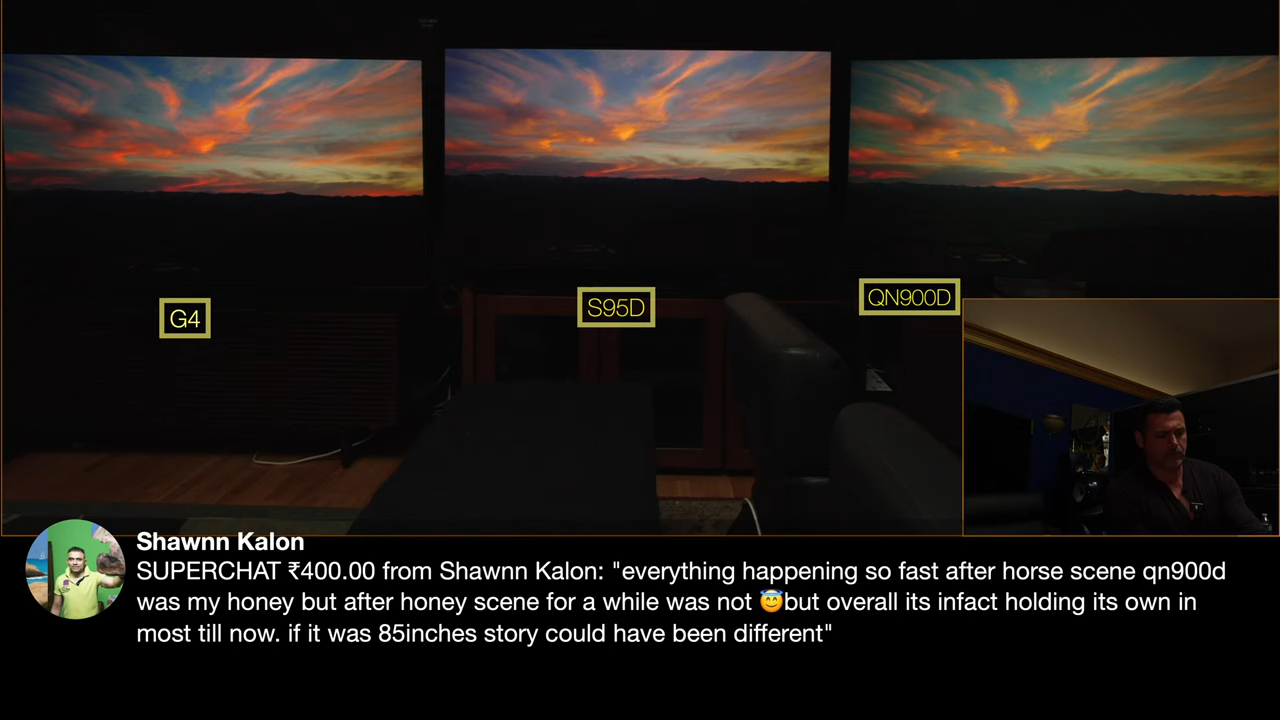 G4
S95D
QN900D
Shawnn Kalon
SUPERCHAT ₹400.00 from Shawnn Kalon: "everything happening so fast after horse scene qn900d
was my honey but after honey scene for a while was not 😇but overall its infact holding its own in
most till now. if it was 85inches story could have been different"